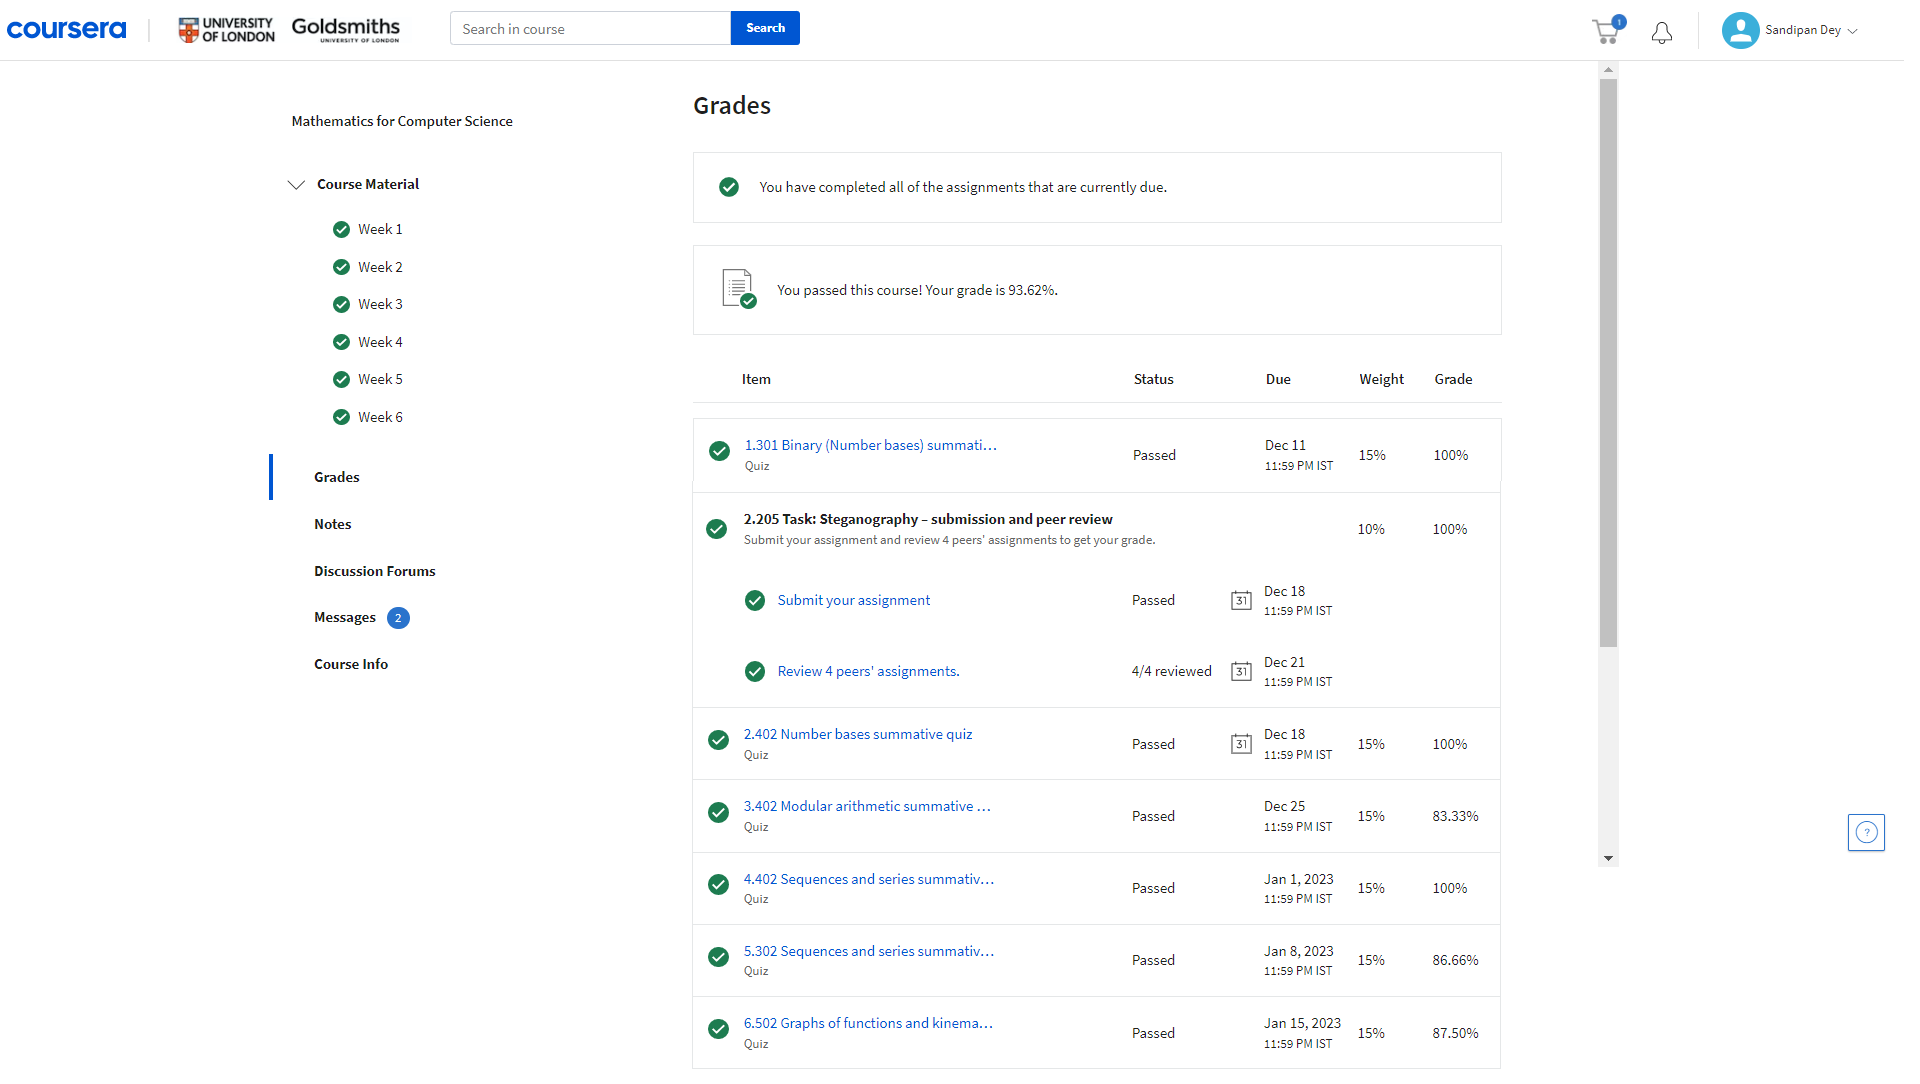 coursera
UNIVERSITY
OF LONDON
Goldsmiths
UNIVERSITY OF LONDON
Search in course
Search
1
Sandipan Dey
Mathematics for Computer Science
Course Material
Week 1
Week 2
Week 3
Week 4
Week 5
Week 6
Grades
Notes
Discussion Forums
Messages 2
Course Info
Grades
You have completed all of the assignments that are currently due.
You passed this course! Your grade is 93.62%.
Item Status Due Weight Grade
1.301 Binary (Number bases) summati…
Quiz
Passed
Dec 11
11:59 PM IST
15%
100%
2.205 Task: Steganography – submission and peer review
Submit your assignment and review 4 peers' assignments to get your grade.
10%
100%
Submit your assignment
Passed
31
Dec 18
11:59 PM IST
Review 4 peers' assignments.
4/4 reviewed
31
Dec 21
11:59 PM IST
2.402 Number bases summative quiz
Quiz
Passed
31
Dec 18
11:59 PM IST
15%
100%
3.402 Modular arithmetic summative …
Quiz
Passed
Dec 25
11:59 PM IST
15%
83.33%
4.402 Sequences and series summativ…
Quiz
Passed
Jan 1, 2023
11:59 PM IST
15%
100%
5.302 Sequences and series summativ…
Quiz
Passed
Jan 8, 2023
11:59 PM IST
15%
86.66%
6.502 Graphs of functions and kinema…
Quiz
Passed
Jan 15, 2023
11:59 PM IST
15%
87.50%
?